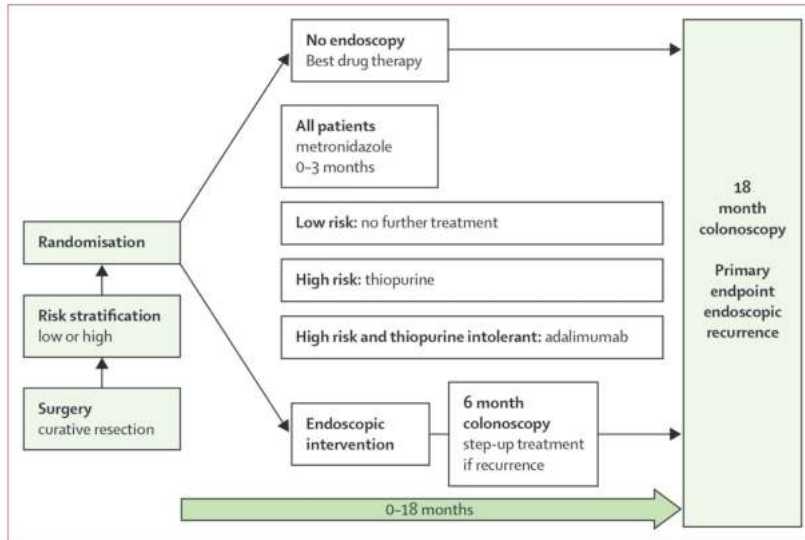 No endoscopy
Best drug therapy
All patients
metronidazole
0–3 months
Low risk: no further treatment
High risk: thiopurine
High risk and thiopurine intolerant: adalimumab
Randomisation
Risk stratification
low or high
Surgery
curative resection
Endoscopic
intervention
6 month
colonoscopy
step-up treatment
if recurrence
18
month
colonoscopy
Primary
endpoint
endoscopic
recurrence
0–18 months